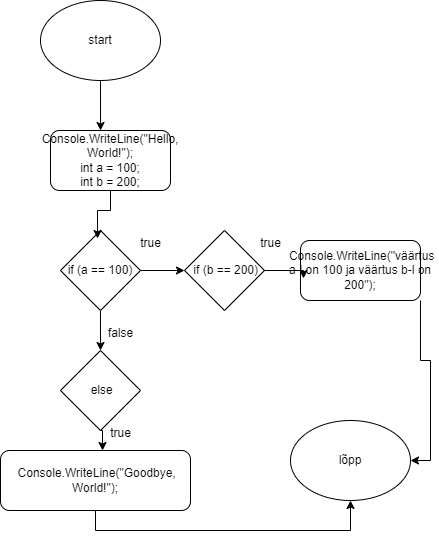 start
Console.WriteLine("Hello,
World!");
int a = 100;
int b = 200;
true
true
if (a == 100)
if (b == 200)
Console.WriteLine("väärtus
a on 100 ja väärtus b-l on
200");
false
else
true
Console.WriteLine("Goodbye,
World!");
lõpp